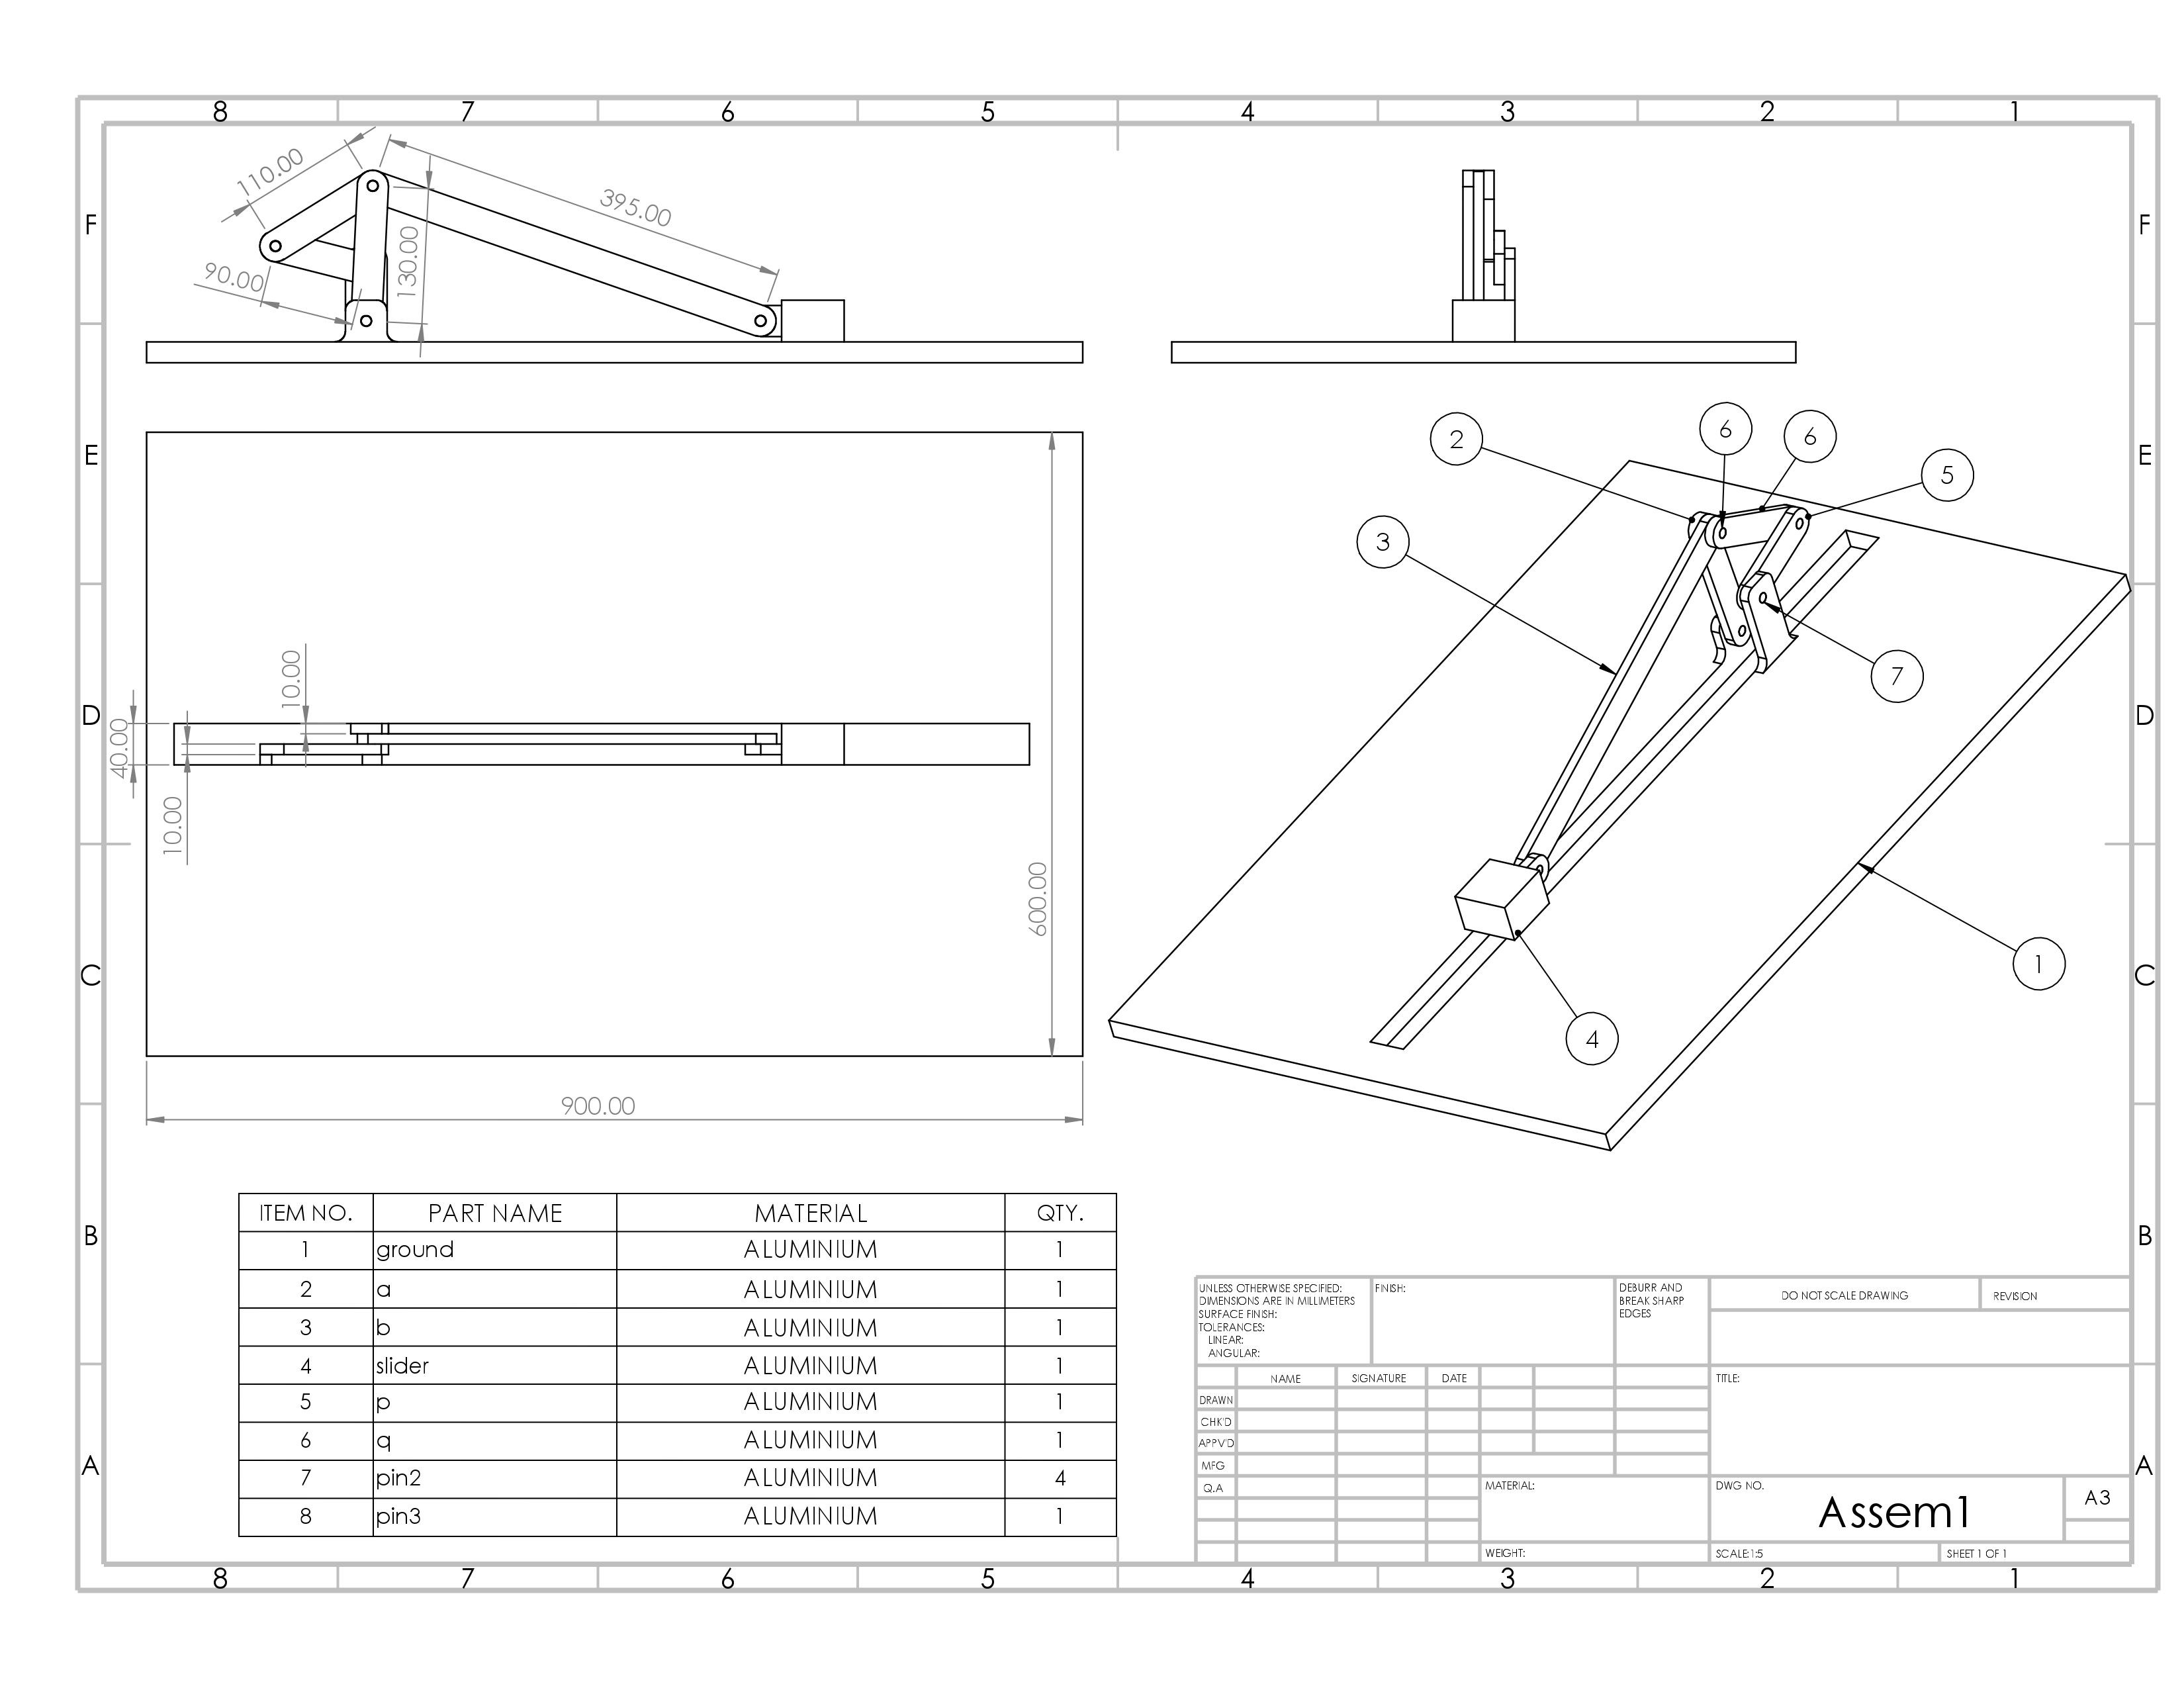 8 7 6 5 4 3 2 1
F F
E E
D D
C C
B B
A A
110.00
395.00
130.00
90.00
10.00
40.00
10.00
600.00
900.00
2
6
6
5
3
7
1
4
ITEM NO. PART NAME MATERIAL QTY.
1 ground ALUMINIUM 1
2 a ALUMINIUM 1
3 b ALUMINIUM 1
4 slider ALUMINIUM 1
5 p ALUMINIUM 1
6 q ALUMINIUM 1
7 pin2 ALUMINIUM 4
8 pin3 ALUMINIUM 1
UNLESS OTHERWISE SPECIFIED:
DIMENSIONS ARE IN MILLIMETERS
SURFACE FINISH:
TOLERANCES:
LINEAR:
ANGULAR:
FINISH:
DEBURR AND
BREAK SHARP
EDGES
DO NOT SCALE DRAWING
REVISION
NAME SIGNATURE DATE
DRAWN
CHK'D
APPV'D
MFG
Q.A
MATERIAL:
WEIGHT:
TITLE:
DWG NO.
Assem1
A3
SCALE:1:5
SHEET 1 OF 1
8 7 6 5 4 3 2 1